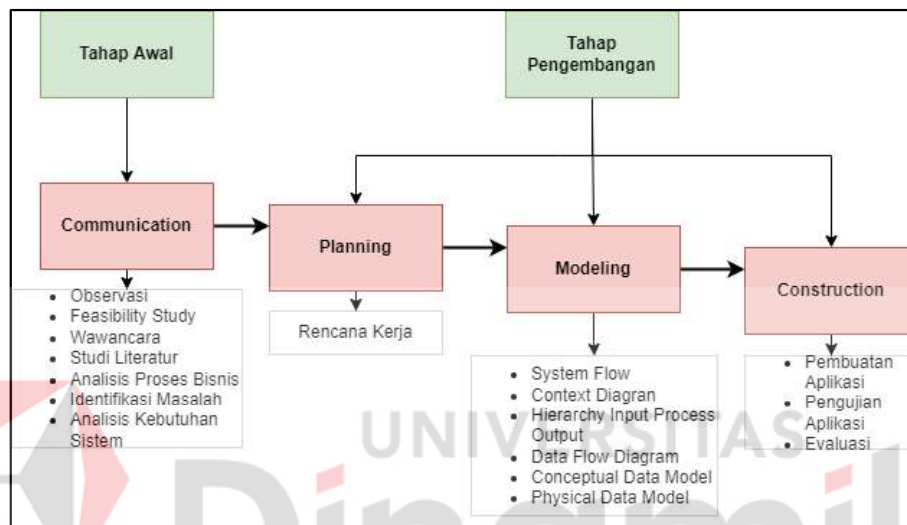 Tahap Awal
Tahap
Pengembangan
Communication
Planning
Modeling
Construction
Observasi
Feasibility Study
Wawancara
Studi Literatur
Analisis Proses Bisnis
Identifikasi Masalah
Analisis Kebutuhan
Sistem
Rencana Kerja
System Flow
Context Diagran
Hierarchy Input Process
Output
Data Flow Diagram
Conceptual Data Model
Physical Data Model
Pembuatan
Aplikasi
Pengujian
Aplikasi
Evaluasi
UNIVERSITAS